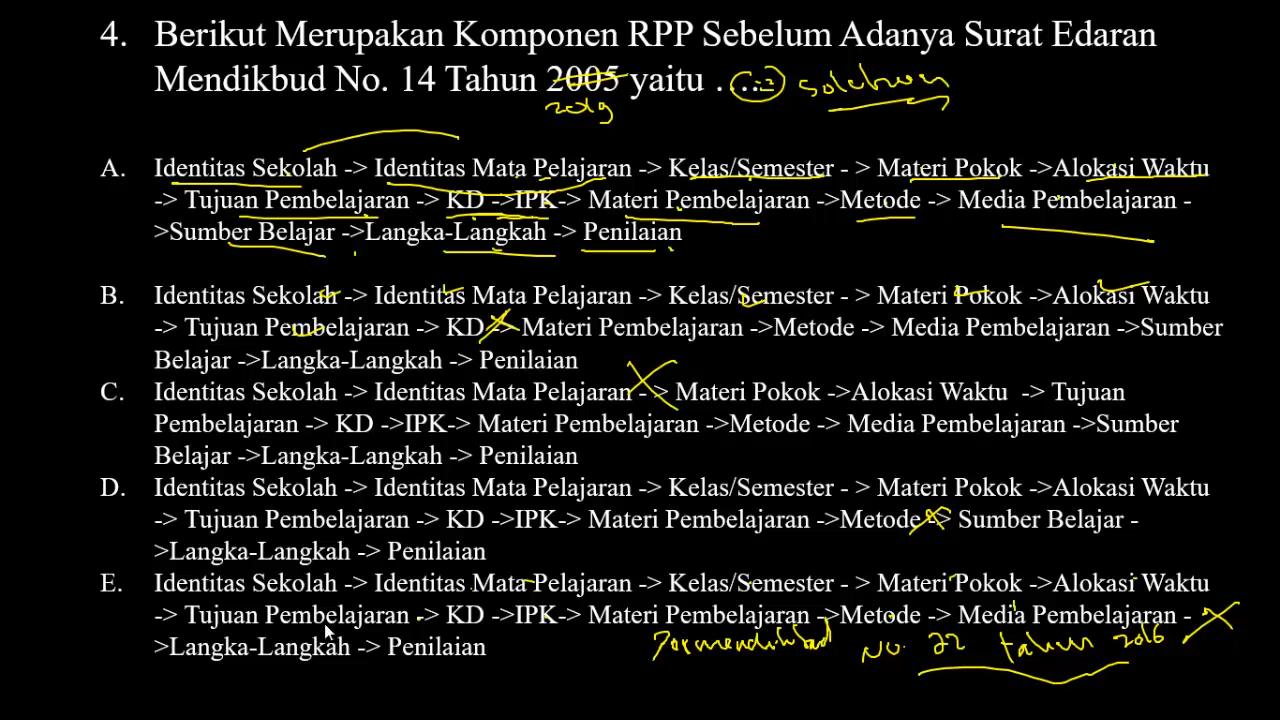 4. Berikut Merupakan Komponen RPP Sebelum Adanya Surat Edaran
Mendikbud No. 14 Tahun 2005 yaitu ....
2019
A. Identitas Sekolah -> Identitas Mata Pelajaran -> Kelas/Semester - > Materi Pokok ->Alokasi Waktu
-> Tujuan Pembelajaran -> KD ->IPK-> Materi Pembelajaran ->Metode -> Media Pembelajaran -
>Sumber Belajar ->Langka-Langkah -> Penilaian
B. Identitas Sekolah -> Identitas Mata Pelajaran -> Kelas/Semester - > Materi Pokok ->Alokasi Waktu
-> Tujuan Pembelajaran -> KD -> Materi Pembelajaran ->Metode -> Media Pembelajaran ->Sumber
Belajar ->Langka-Langkah -> Penilaian
C. Identitas Sekolah -> Identitas Mata Pelajaran -> Materi Pokok ->Alokasi Waktu -> Tujuan
Pembelajaran -> KD ->IPK-> Materi Pembelajaran ->Metode -> Media Pembelajaran ->Sumber
Belajar ->Langka-Langkah -> Penilaian
D. Identitas Sekolah -> Identitas Mata Pelajaran -> Kelas/Semester - > Materi Pokok ->Alokasi Waktu
-> Tujuan Pembelajaran -> KD ->IPK-> Materi Pembelajaran ->Metode -> Sumber Belajar -
>Langka-Langkah -> Penilaian
E. Identitas Sekolah -> Identitas Mata Pelajaran -> Kelas/Semester - > Materi Pokok ->Alokasi Waktu
-> Tujuan Pembelajaran -> KD ->IPK-> Materi Pembelajaran ->Metode -> Media Pembelajaran -
>Langka-Langkah -> Penilaian
Permendikbud No. 22 tahun 2016